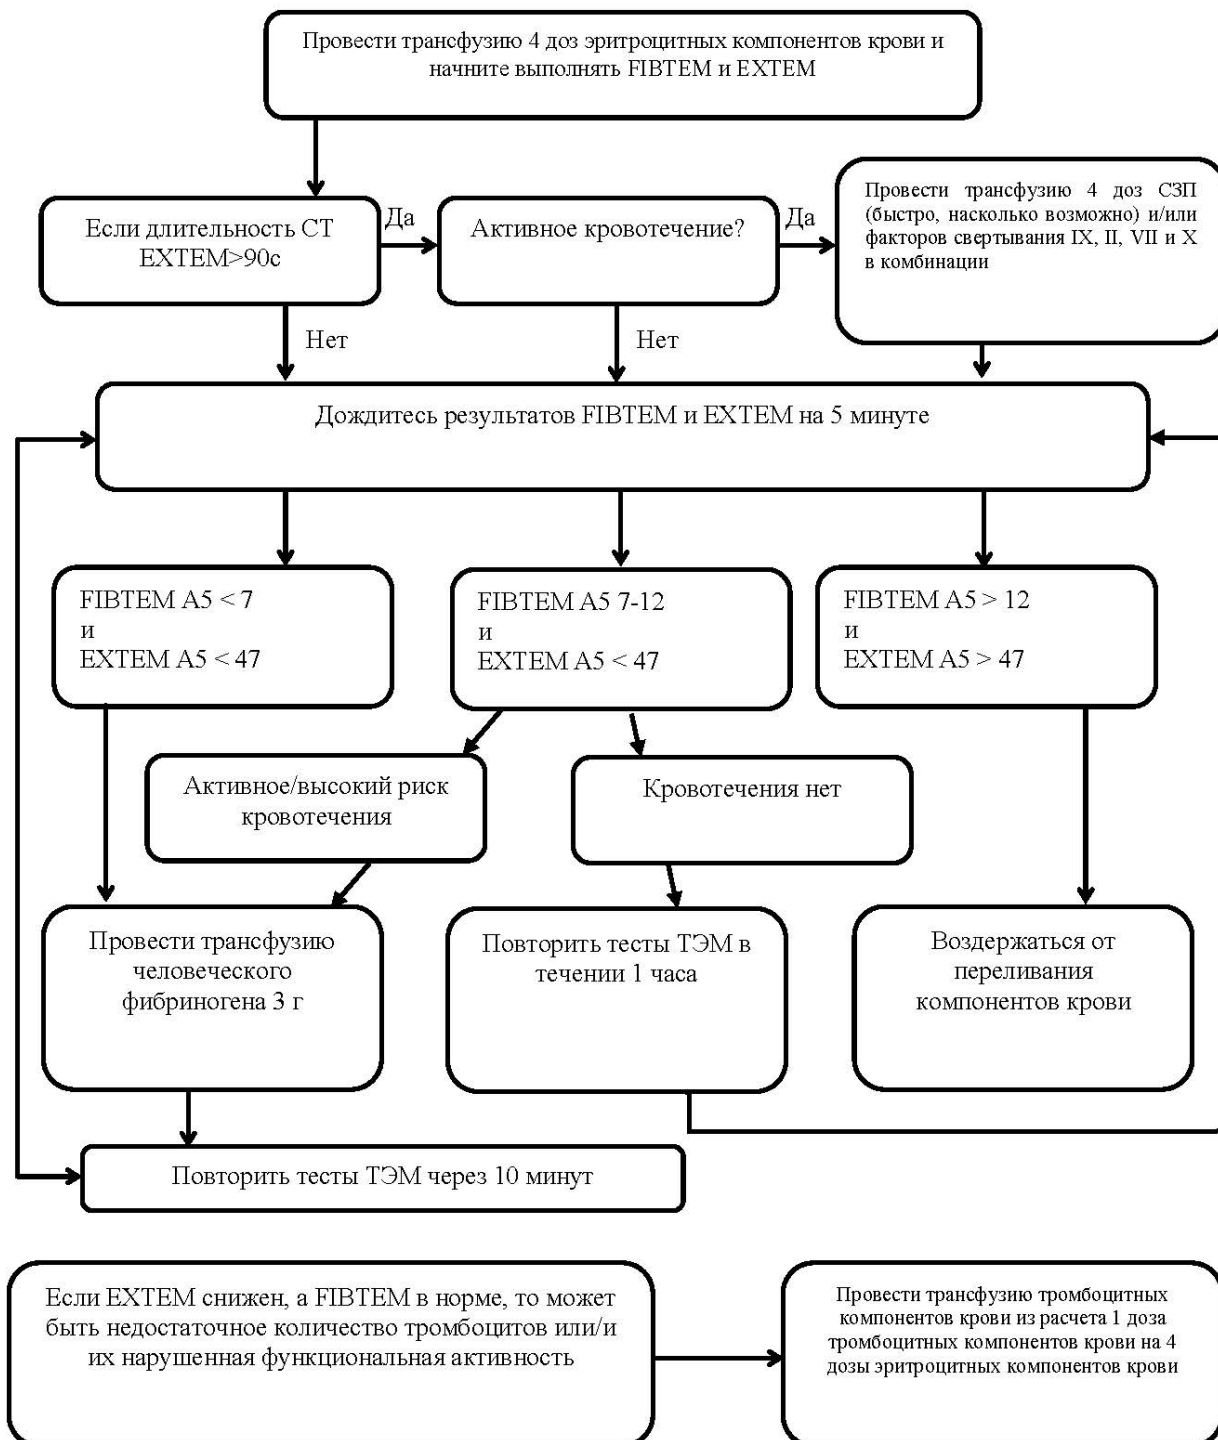 Провести трансфузию 4 доз эритроцитных компонентов крови и
начните выполнять FIBTEM и EXTEM
Если длительность СТ
EXTEM>90с
Да
Активное кровотечение?
Да
Провести трансфузию 4 доз СЗП
(быстро, насколько возможно) и/или
факторов свертывания IX, II, VII и X
в комбинации
Нет
Нет
Дождитесь результатов FIBTEM и EXTEM на 5 минуте
FIBTEM A5 < 7
и
EXTEM A5 < 47
FIBTEM A5 7-12
и
EXTEM A5 < 47
FIBTEM A5 > 12
и
EXTEM A5 > 47
Активное/высокий риск
кровотечения
Кровотечения нет
Провести трансфузию
человеческого
фибриногена 3 г
Повторить тесты ТЭМ в
течении 1 часа
Воздержаться от
переливания
компонентов крови
Повторить тесты ТЭМ через 10 минут
Если EXTEM снижен, а FIBTEM в норме, то может
быть недостаточное количество тромбоцитов или/и
их нарушенная функциональная активность
Провести трансфузию тромбоцитных
компонентов крови из расчета 1 доза
тромбоцитных компонентов крови на 4
дозы эритроцитных компонентов крови